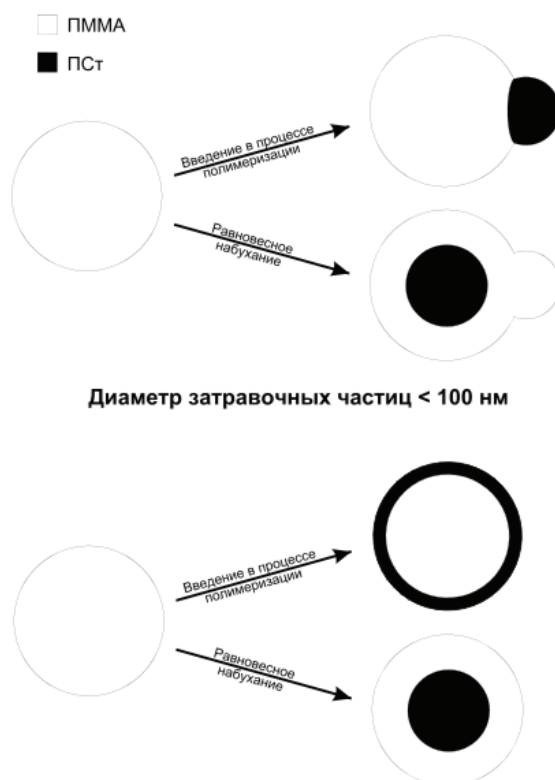 ПММА
ПСт
Введение в процессе
полимеризации
Равновесное
набухание
Диаметр затравочных частиц < 100 нм
Введение в процессе
полимеризации
Равновесное
набухание